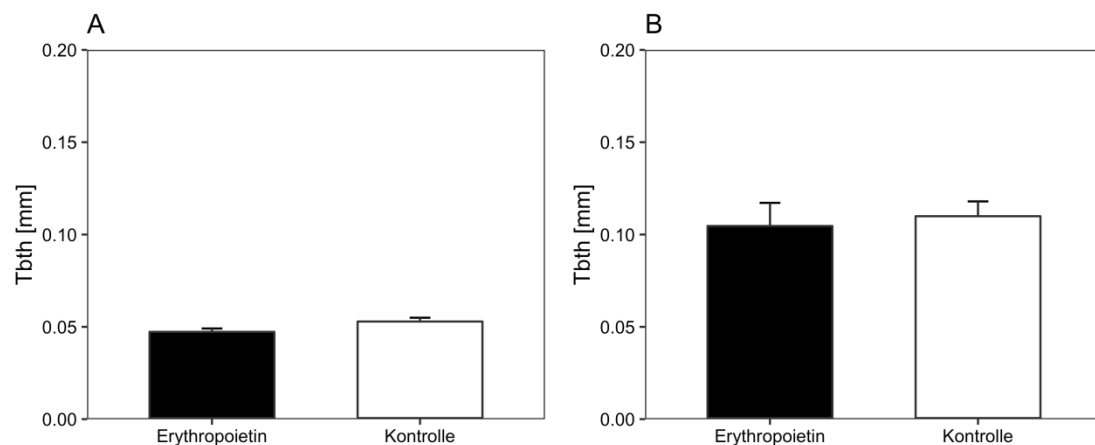 A
0.20
0.15
0.10
0.05
0.00
Tbth [mm]
Erythropoietin Kontrolle
B
0.20
0.15
0.10
0.05
0.00
Tbth [mm]
Erythropoietin Kontrolle